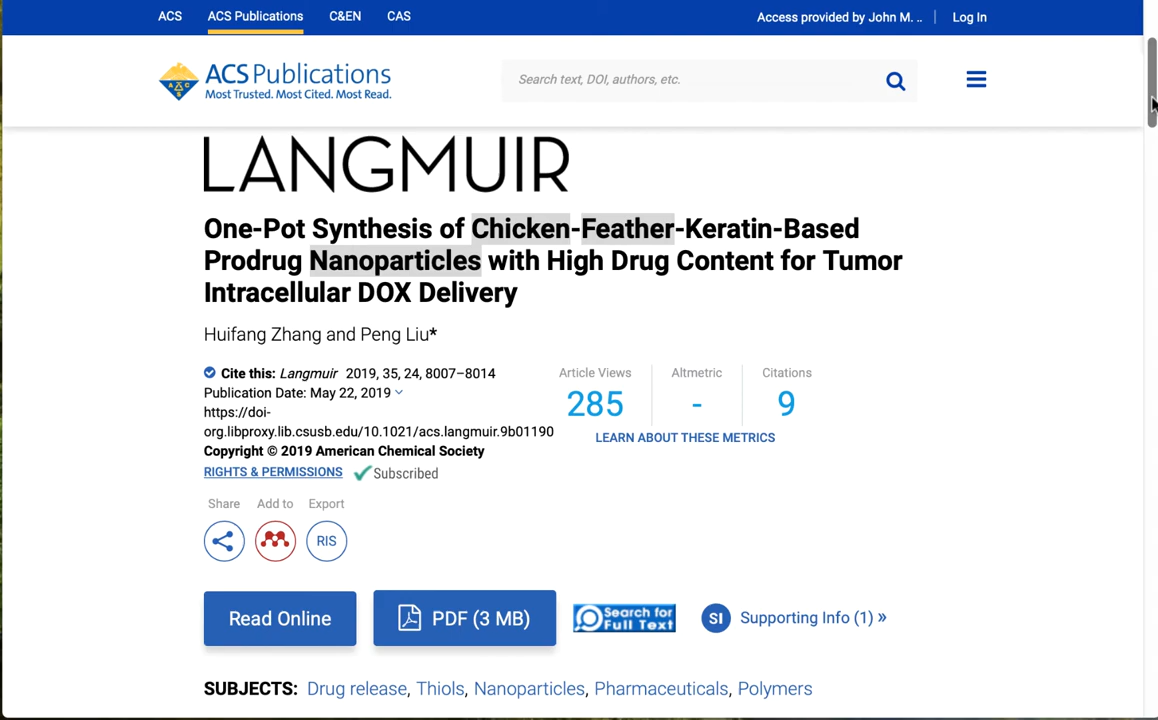 ACS ACS Publications C&EN CAS Access provided by John M. .. Log In
ACS Publications
Most Trusted. Most Cited. Most Read.
Search text, DOI, authors, etc.
LANGMUIR
One-Pot Synthesis of Chicken-Feather-Keratin-Based
Prodrug Nanoparticles with High Drug Content for Tumor
Intracellular DOX Delivery
Huifang Zhang and Peng Liu*
Cite this: Langmuir 2019, 35, 24, 8007–8014
Publication Date: May 22, 2019
https://doi-
org.libproxy.lib.csusb.edu/10.1021/acs.langmuir.9b01190
Copyright © 2019 American Chemical Society
RIGHTS & PERMISSIONS Subscribed
Article Views Altmetric Citations
285 - 9
LEARN ABOUT THESE METRICS
Share Add to Export
RIS
Read Online PDF (3 MB) Search for
Full Text SI Supporting Info (1) »
SUBJECTS: Drug release, Thiols, Nanoparticles, Pharmaceuticals, Polymers